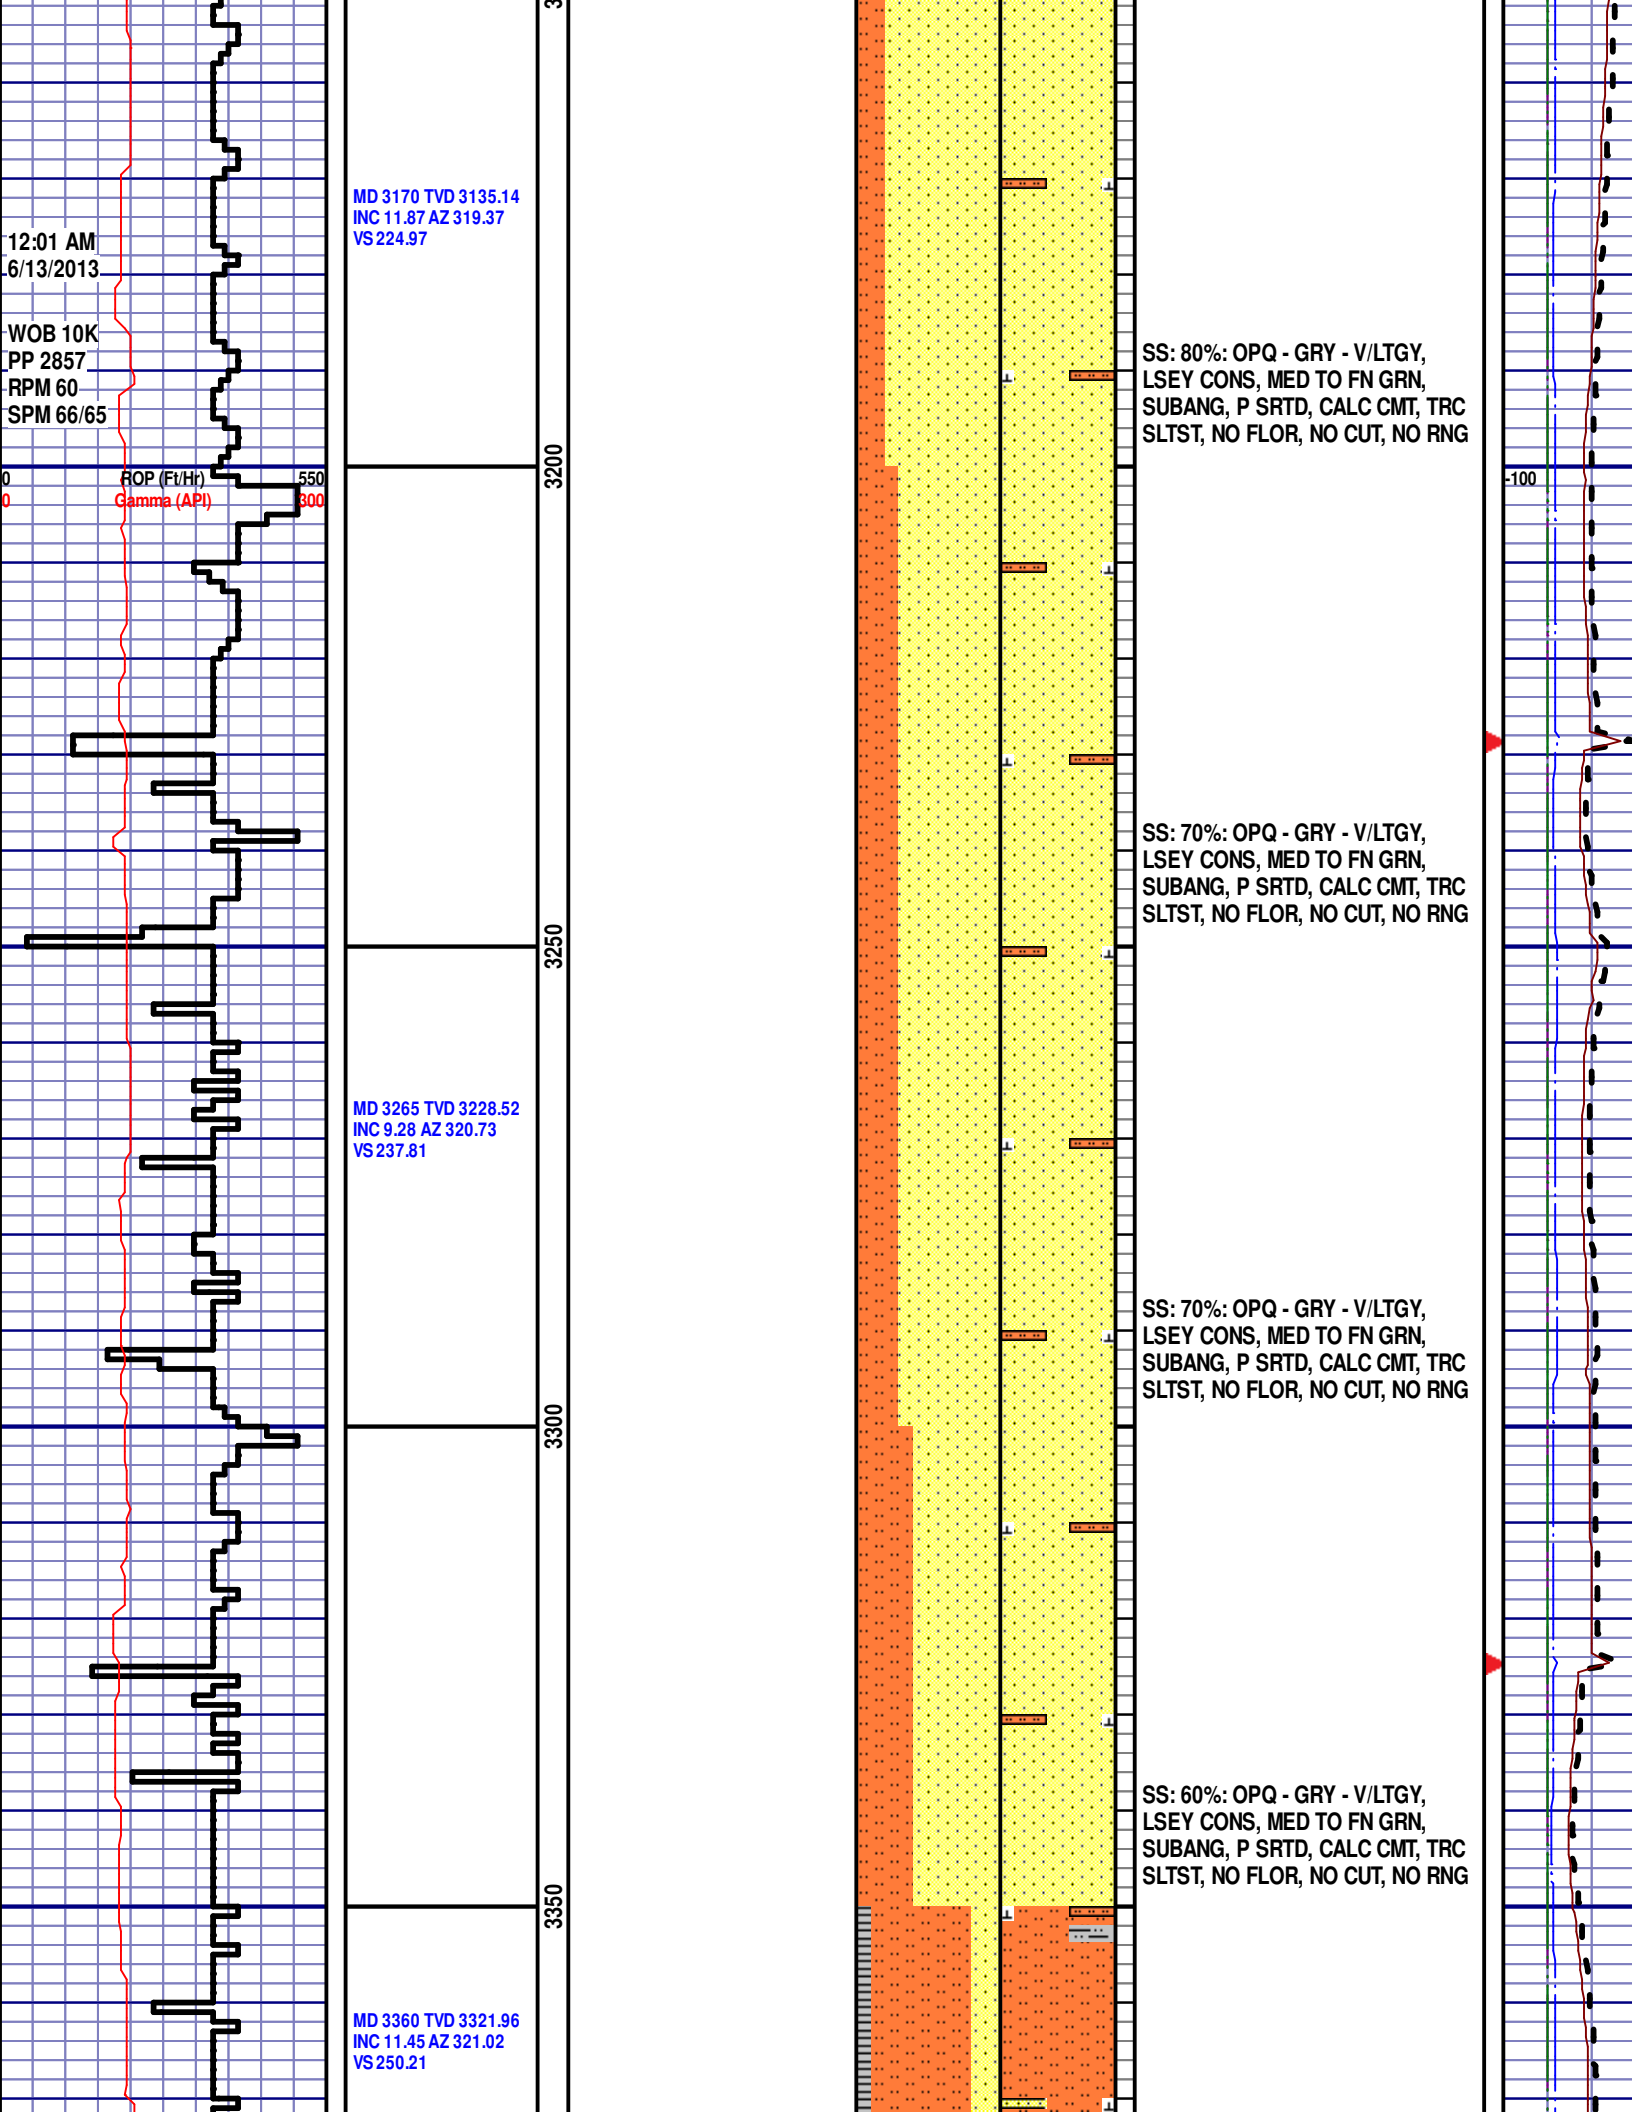 MD 3170 TVD 3135.14
INC 11.87 AZ 319.37
VS 224.97
12:01 AM
6/13/2013
WOB 10K
PP 2857
RPM 60
SPM 66/65
SS: 80%: OPQ - GRY - V/LTGY,
LSEY CONS, MED TO FN GRN,
SUBANG, P SRTD, CALC CMT, TRC
SLTST, NO FLOR, NO CUT, NO RNG
3200
0 ROP (Ft/Hr) 550
0 Gamma (API) 300
-100
SS: 70%: OPQ - GRY - V/LTGY,
LSEY CONS, MED TO FN GRN,
SUBANG, P SRTD, CALC CMT, TRC
SLTST, NO FLOR, NO CUT, NO RNG
3250
MD 3265 TVD 3228.52
INC 9.28 AZ 320.73
VS 237.81
SS: 70%: OPQ - GRY - V/LTGY,
LSEY CONS, MED TO FN GRN,
SUBANG, P SRTD, CALC CMT, TRC
SLTST, NO FLOR, NO CUT, NO RNG
3300
SS: 60%: OPQ - GRY - V/LTGY,
LSEY CONS, MED TO FN GRN,
SUBANG, P SRTD, CALC CMT, TRC
SLTST, NO FLOR, NO CUT, NO RNG
3350
MD 3360 TVD 3321.96
INC 11.45 AZ 321.02
VS 250.21